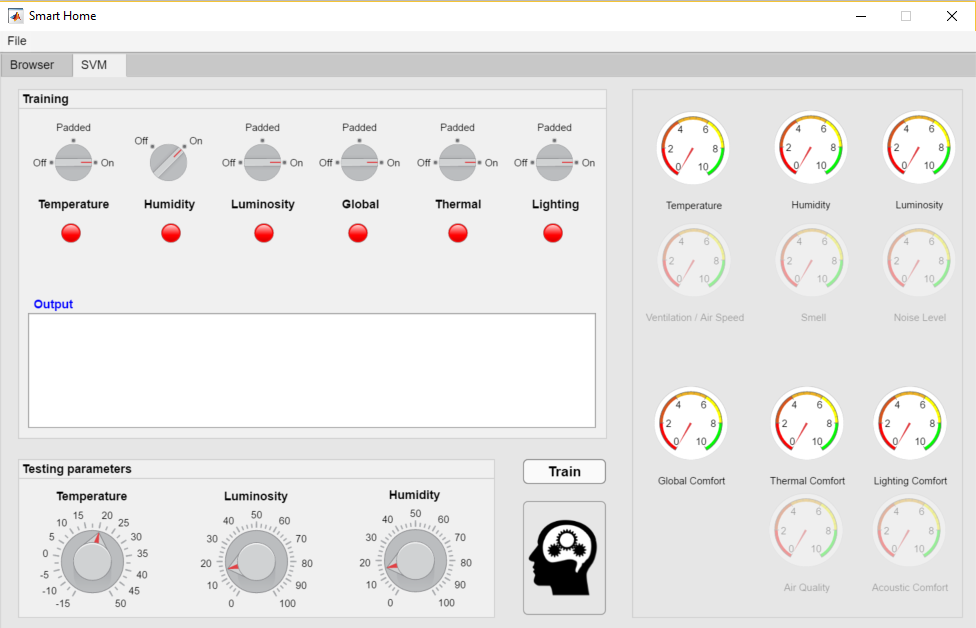 Smart Home
File
Browser SVM
Training
Padded Off On Padded Padded Padded Padded
Off On Off On Off On Off On Off On
Temperature Humidity Luminosity Global Thermal Lighting
Output
Testing parameters
Temperature Luminosity Humidity
-15 -10 -5 0 5 10 15 20 25 30 35 40 45 50
0 10 20 30 40 50 60 70 80 90 100
0 10 20 30 40 50 60 70 80 90 100
Train
0 2 4 6 8 10 0 2 4 6 8 10 0 2 4 6 8 10
Temperature Humidity Luminosity
0 2 4 6 8 10 0 2 4 6 8 10 0 2 4 6 8 10
Ventilation / Air Speed Smell Noise Level
0 2 4 6 8 10 0 2 4 6 8 10 0 2 4 6 8 10
Global Comfort Thermal Comfort Lighting Comfort
0 2 4 6 8 10 0 2 4 6 8 10
Air Quality Acoustic Comfort